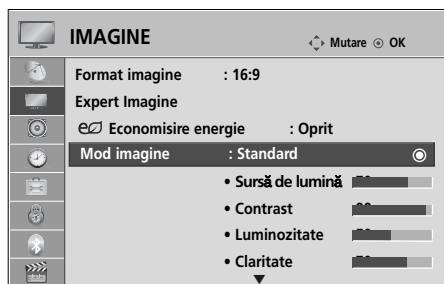 IMAGINE
Mutare OK
Format imagine : 16:9
Expert Imagine
Economisire energie : Oprit
Mod imagine : Standard
• Sursă de lumină
• Contrast
• Luminozitate
• Claritate